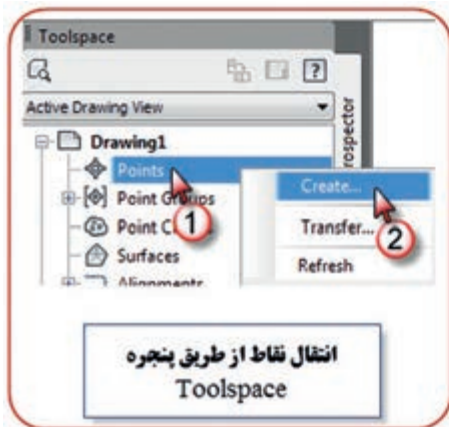 Toolspace
?
Active Drawing View
Prospector
Drawing1
Points
Create...
Point Groups
1
Transfer...
2
Point C
Surfaces
Refresh
Alignments
انتقال نقاط از طریق پنجره
Toolspace